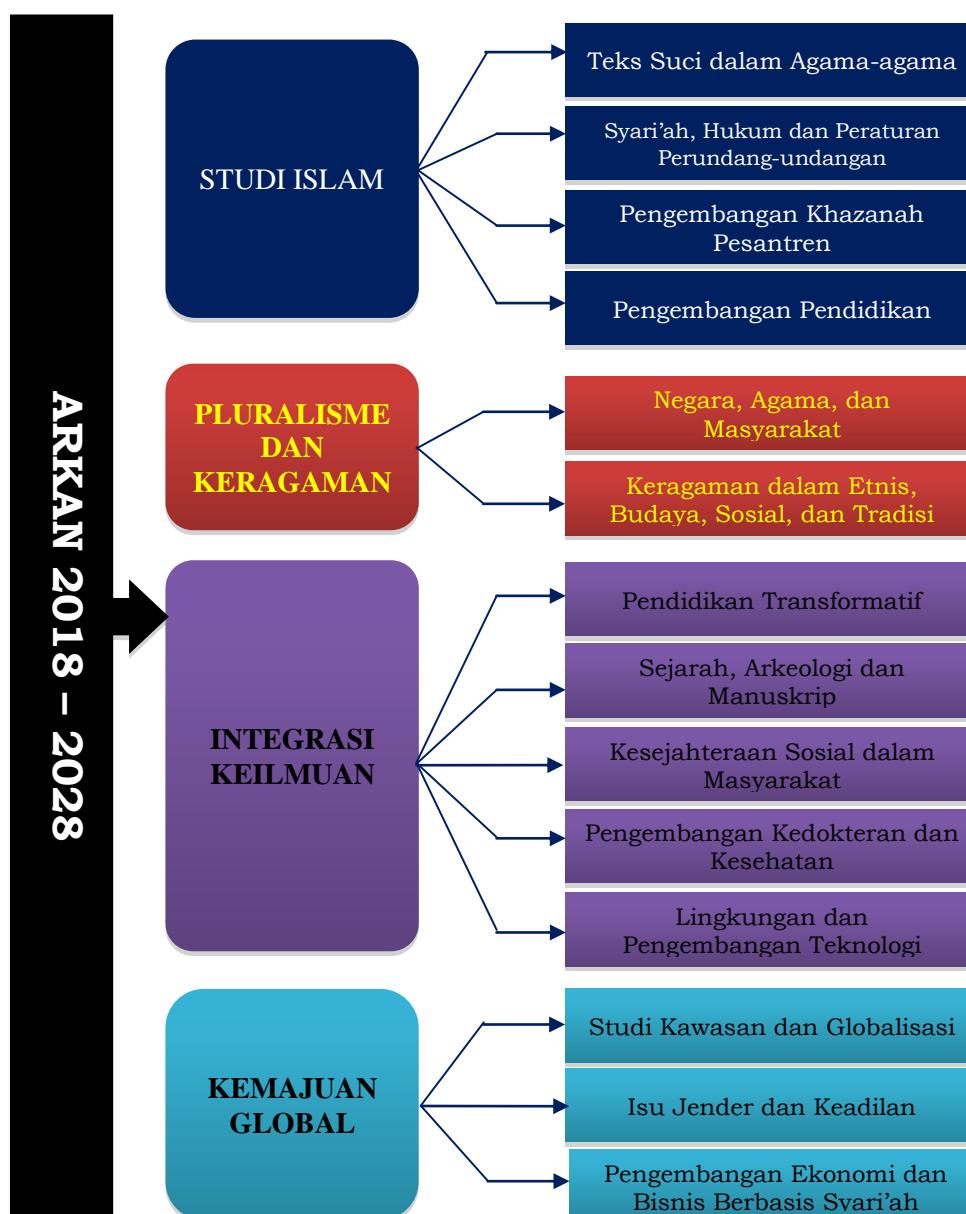 ARKAN 2018 – 2028
STUDI ISLAM
Teks Suci dalam Agama-agama
Syari’ah, Hukum dan Peraturan
Perundang-undangan
Pengembangan Khazanah
Pesantren
Pengembangan Pendidikan
PLURALISME
DAN
KERAGAMAN
Negara, Agama, dan
Masyarakat
Keragaman dalam Etnis,
Budaya, Sosial, dan Tradisi
INTEGRASI
KEILMUAN
Pendidikan Transformatif
Sejarah, Arkeologi dan
Manuskrip
Kesejahteraan Sosial dalam
Masyarakat
Pengembangan Kedokteran dan
Kesehatan
Lingkungan dan
Pengembangan Teknologi
KEMAJUAN
GLOBAL
Studi Kawasan dan Globalisasi
Isu Jender dan Keadilan
Pengembangan Ekonomi dan
Bisnis Berbasis Syari’ah